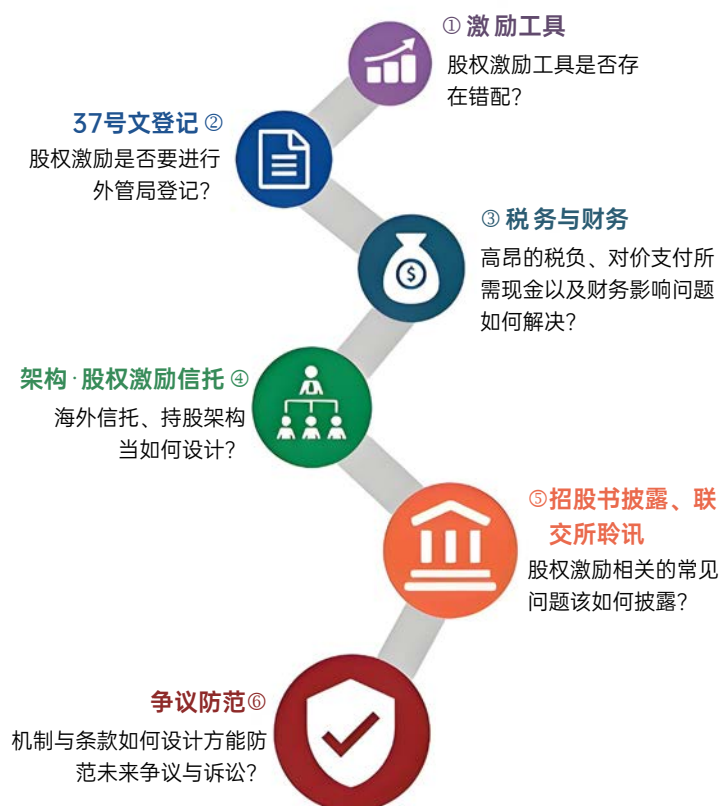 ① 激励工具
股权激励工具是否存
在错配？
37号文登记 ②
股权激励是否要进行
外管局登记？
③ 税务与财务
高昂的税负、对价支付所
需现金以及财务影响问题
如何解决？
$
架构·股权激励信托 ④
海外信托、持股架构
当如何设计？
⑤招股书披露、联
交所聆讯
股权激励相关的常见
问题该如何披露？
争议防范⑥
机制与条款如何设计方能防
范未来争议与诉讼？